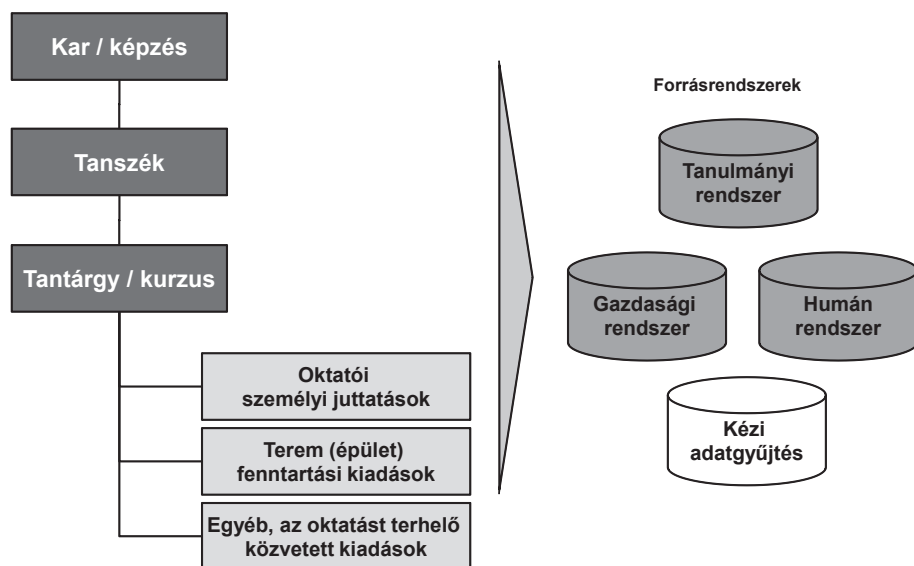 Kar / képzés
Tanszék
Tantárgy / kurzus
Oktatói
személyi juttatások
Terem (épület)
fenntartási kiadások
Egyéb, az oktatást terhelő
közvetett kiadások
Forrásrendszerek
Tanulmányi
rendszer
Gazdasági
rendszer
Humán
rendszer
Kézi
adatgyűjtés